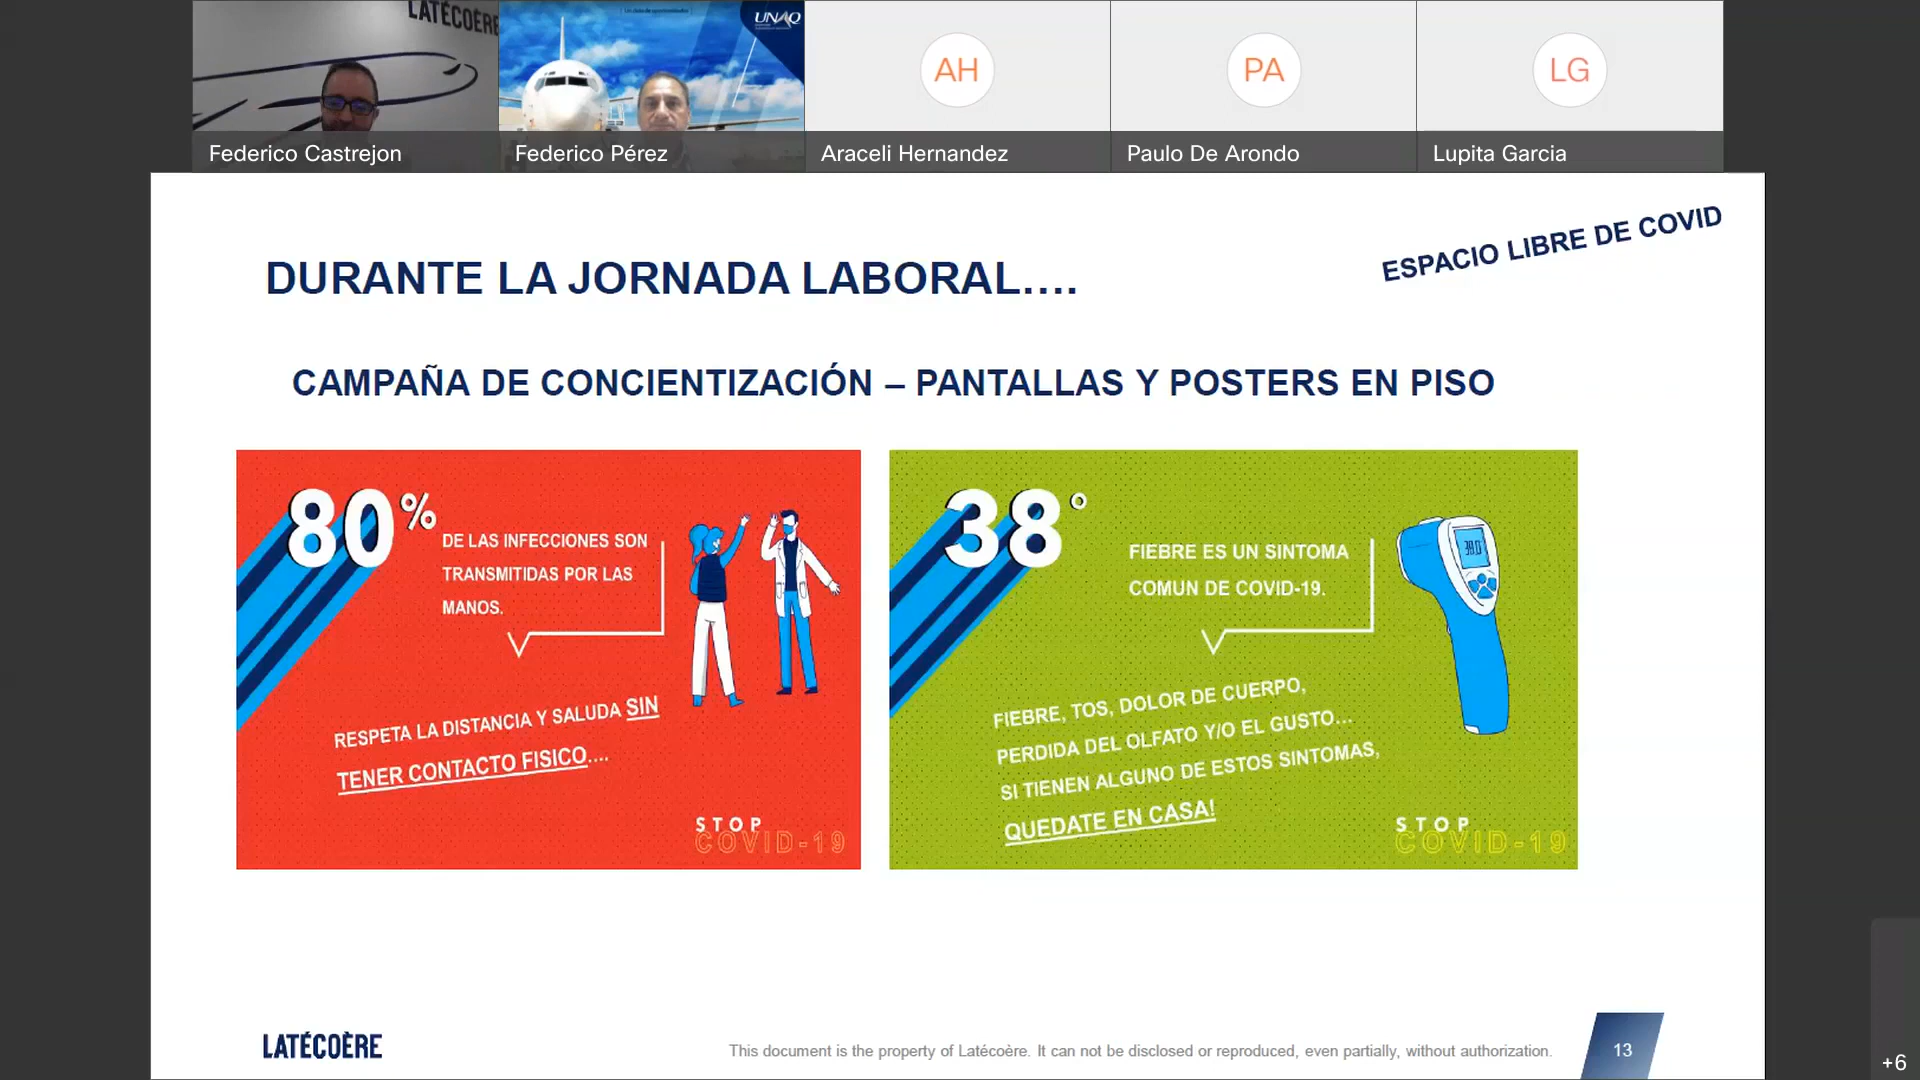 LATÉCOÈRE
UNAQ
AH
PA
LG
Federico Castrejon
Federico Pérez
Araceli Hernandez
Paulo De Arondo
Lupita Garcia
ESPACIO LIBRE DE COVID
DURANTE LA JORNADA LABORAL….
CAMPAÑA DE CONCIENTIZACIÓN – PANTALLAS Y POSTERS EN PISO
80%
DE LAS INFECCIONES SON
TRANSMITIDAS POR LAS
MANOS.
RESPETA LA DISTANCIA Y SALUDA SIN
TENER CONTACTO FISICO….
STOP
COVID-19
38°
FIEBRE ES UN SINTOMA
COMUN DE COVID-19.
38.0
FIEBRE, TOS, DOLOR DE CUERPO,
PERDIDA DEL OLFATO Y/O EL GUSTO…
SI TIENEN ALGUNO DE ESTOS SINTOMAS,
QUEDATE EN CASA!
STOP
COVID-19
LATÉCOÈRE
This document is the property of Latécoère. It can not be disclosed or reproduced, even partially, without authorization.
13
+6